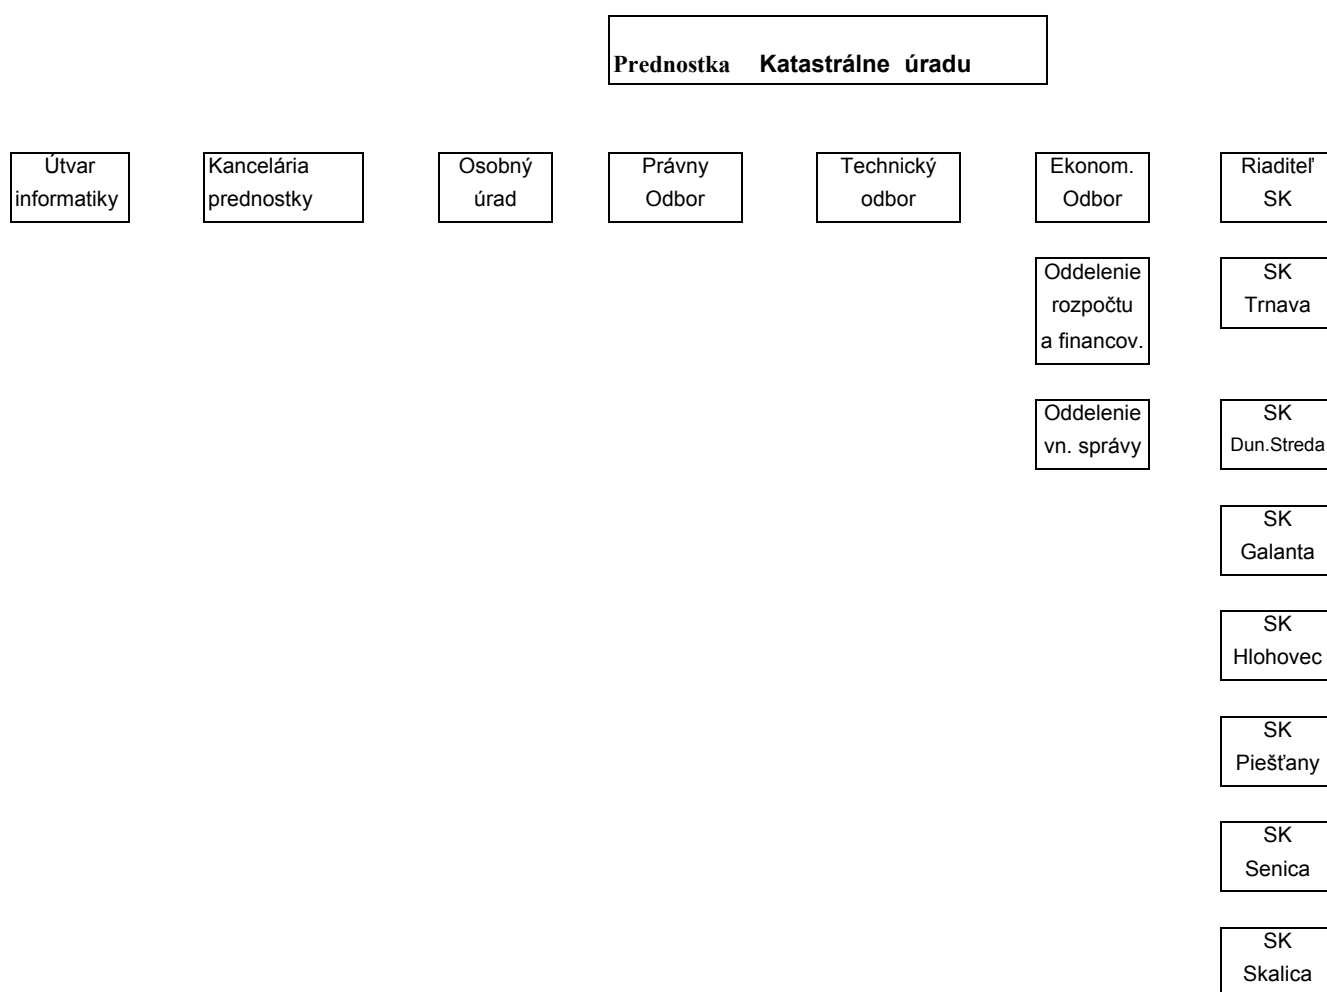 Prednostka Katastrálne úradu
Útvar
informatiky
Kancelária
prednostky
Osobný
úrad
Právny
Odbor
Technický
odbor
Ekonom.
Odbor
Riaditeľ
SK
Oddelenie
rozpočtu
a financov.
SK
Trnava
Oddelenie
vn. správy
SK
Dun.Streda
SK
Galanta
SK
Hlohovec
SK
Piešťany
SK
Senica
SK
Skalica